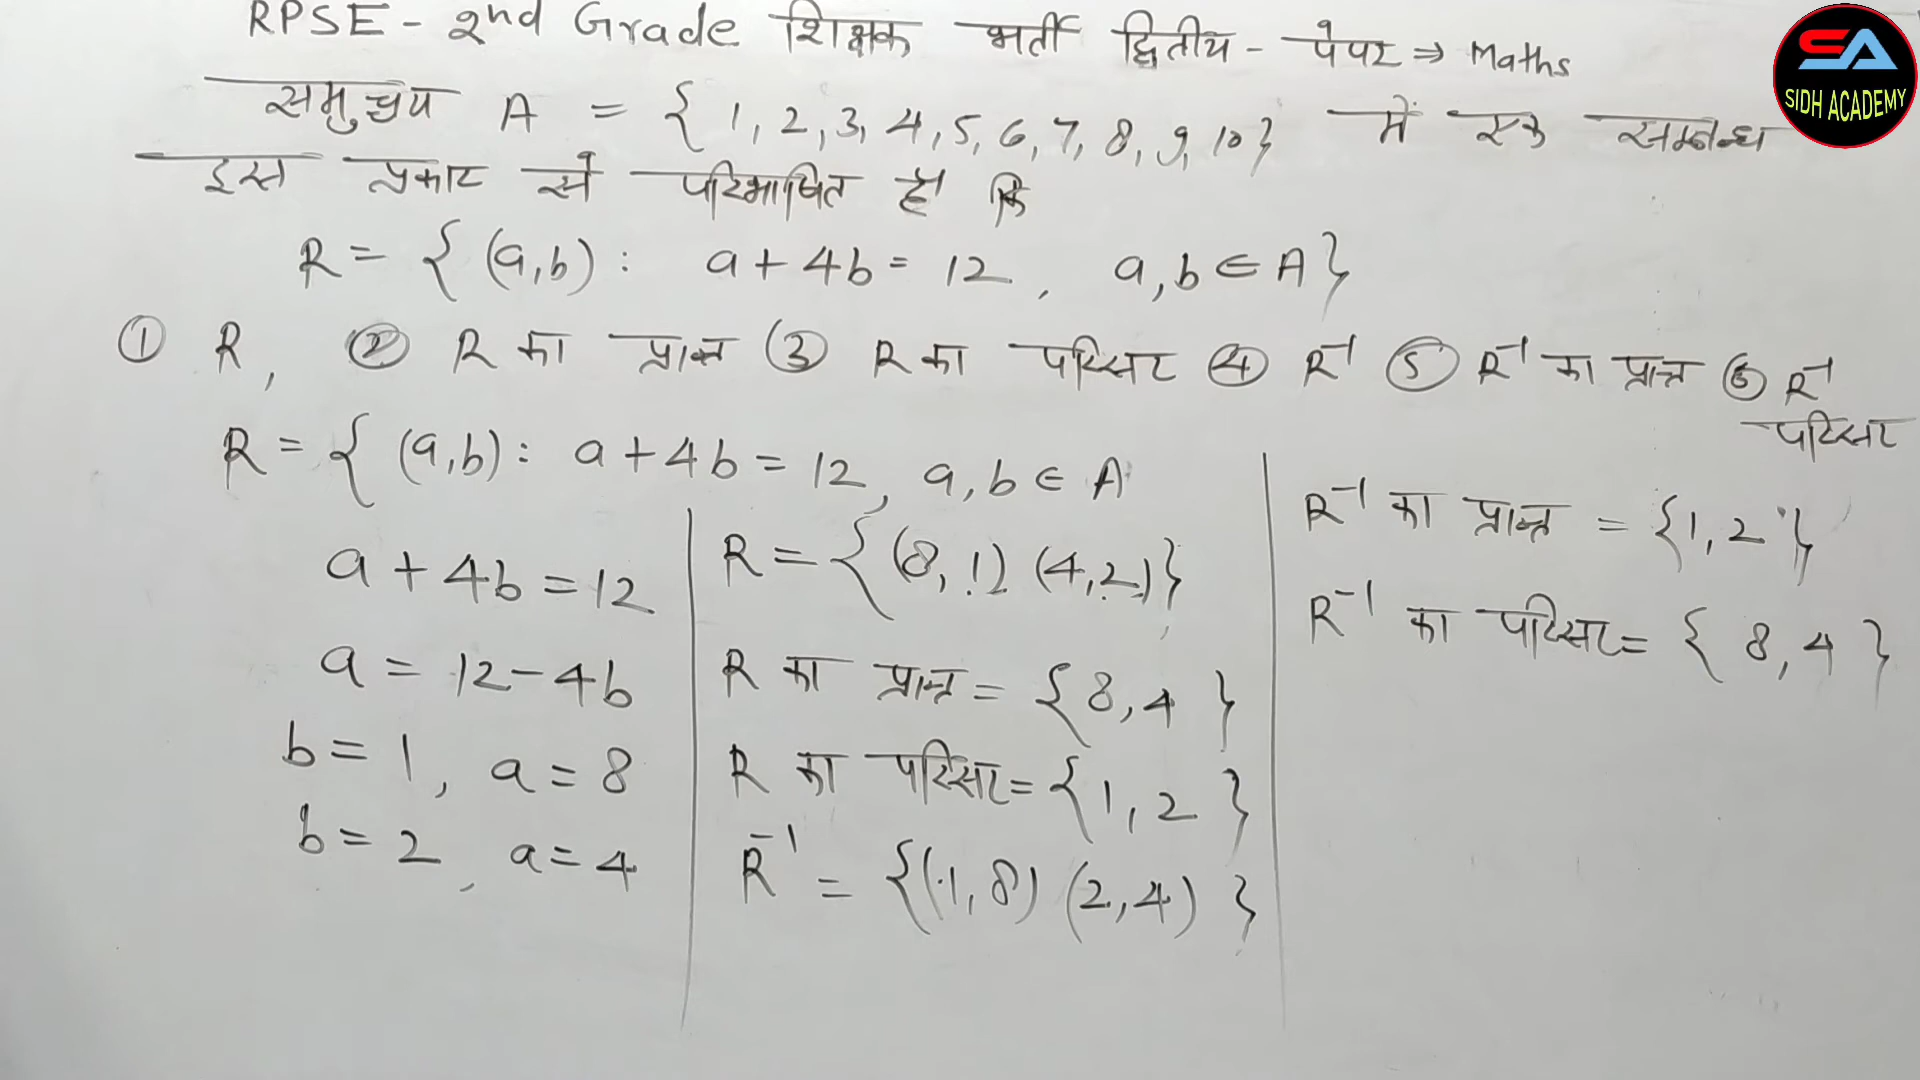 RPSE - 2nd Grade शिक्षक भर्ती द्वितीय - पेपर ⇒ Maths
SA
SIDH ACADEMY
समुच्चय A = { 1, 2, 3, 4, 5, 6, 7, 8, 9, 10} में एक सम्बन्ध
इस प्रकार से परिभाषित है कि
R = { (a,b) : a + 4b = 12 , a, b ∈ A }
① R, ② R का प्रान्त ③ R का परिसर ④ R⁻¹ ⑤ R⁻¹ का प्रान्त ⑥ R⁻¹
परिसर
R = { (a,b) : a + 4b = 12, a, b ∈ A
a + 4b = 12
a = 12 - 4b
b = 1, a = 8
b = 2, a = 4
R = { (8, 1) (4,2) }
R का प्रान्त = { 8, 4 }
R का परिसर = { 1, 2 }
R⁻¹ = { (1, 8) (2, 4) }
R⁻¹ का प्रान्त = { 1, 2 }
R⁻¹ का परिसर = { 8, 4 }